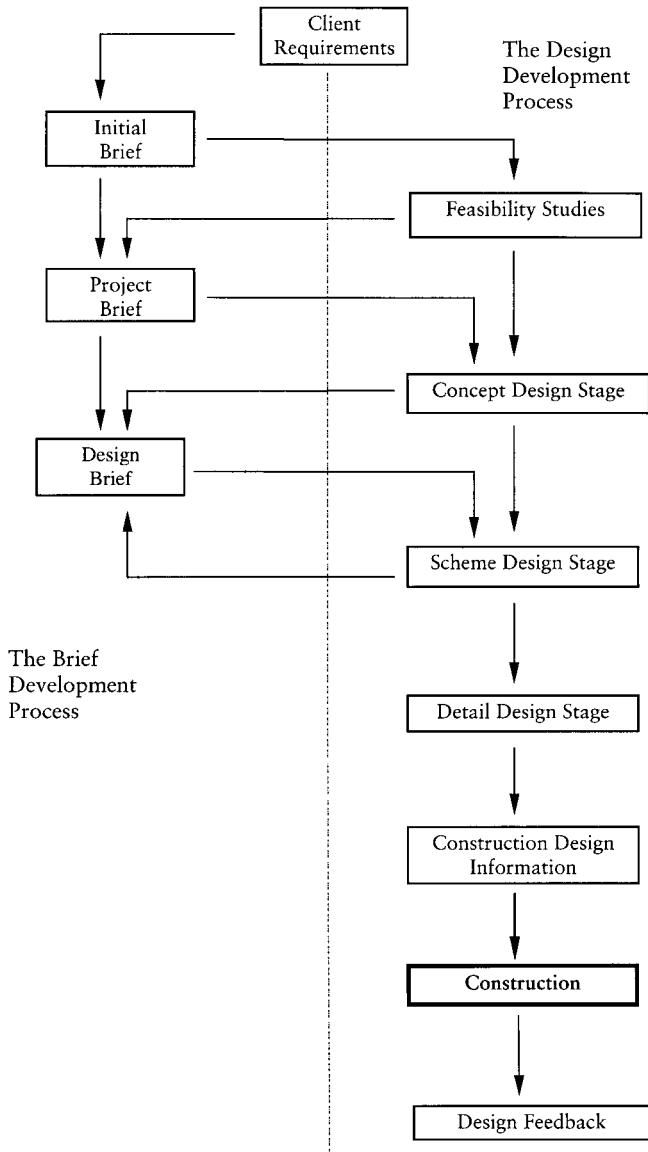 Client
Requirements
The Design
Development
Process
Initial
Brief
Feasibility Studies
Project
Brief
Concept Design Stage
Design
Brief
Scheme Design Stage
The Brief
Development
Process
Detail Design Stage
Construction Design
Information
Construction
Design Feedback